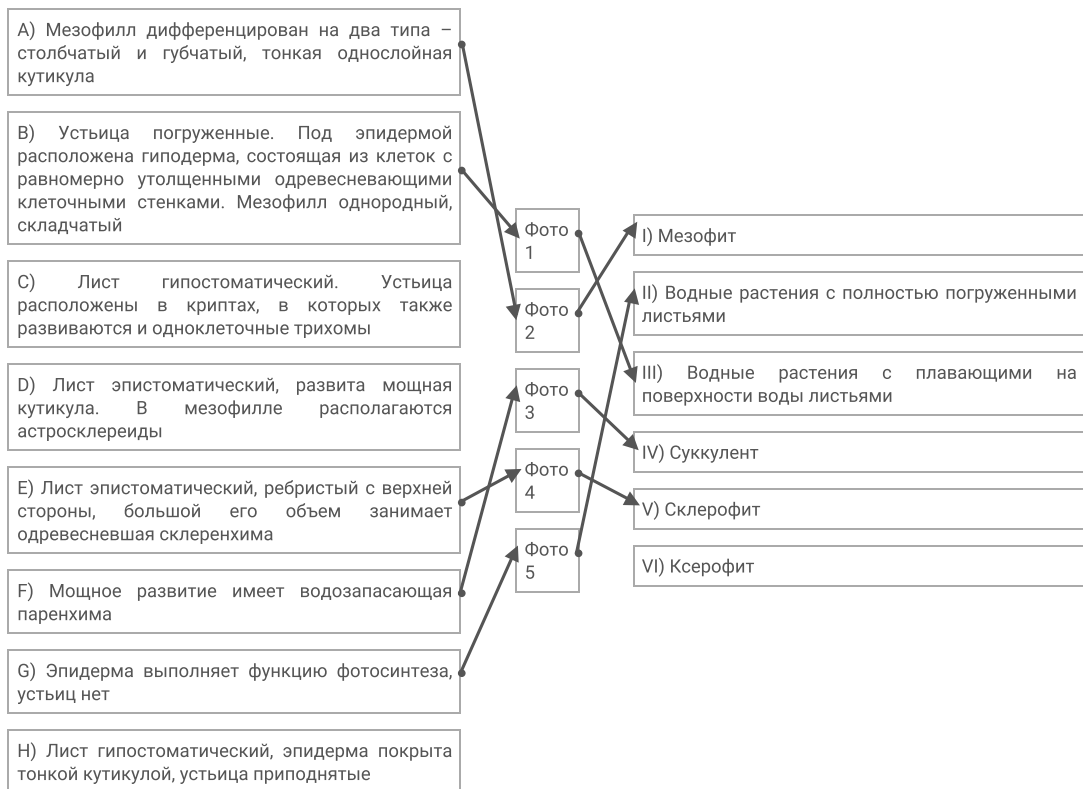 A) Мезофилл дифференцирован на два типа –
столбчатый и губчатый, тонкая однослойная
кутикула
B) Устьица погруженные. Под эпидермой
расположена гиподерма, состоящая из клеток с
равномерно утолщенными одревесневающими
клеточными стенками. Мезофилл однородный,
складчатый
C) Лист гипостоматический. Устьица
расположены в криптах, в которых также
развиваются и одноклеточные трихомы
D) Лист эпистоматический, развита мощная
кутикула. В мезофилле располагаются
астросклереиды
E) Лист эпистоматический, ребристый с верхней
стороны, большой его объем занимает
одревесневшая склеренхима
F) Мощное развитие имеет водозапасающая
паренхима
G) Эпидерма выполняет функцию фотосинтеза,
устьиц нет
H) Лист гипостоматический, эпидерма покрыта
тонкой кутикулой, устьица приподнятые
Фото
1
Фото
2
Фото
3
Фото
4
Фото
5
I) Мезофит
II) Водные растения с полностью погруженными
листьями
III) Водные растения с плавающими на
поверхности воды листьями
IV) Суккулент
V) Склерофит
VI) Ксерофит